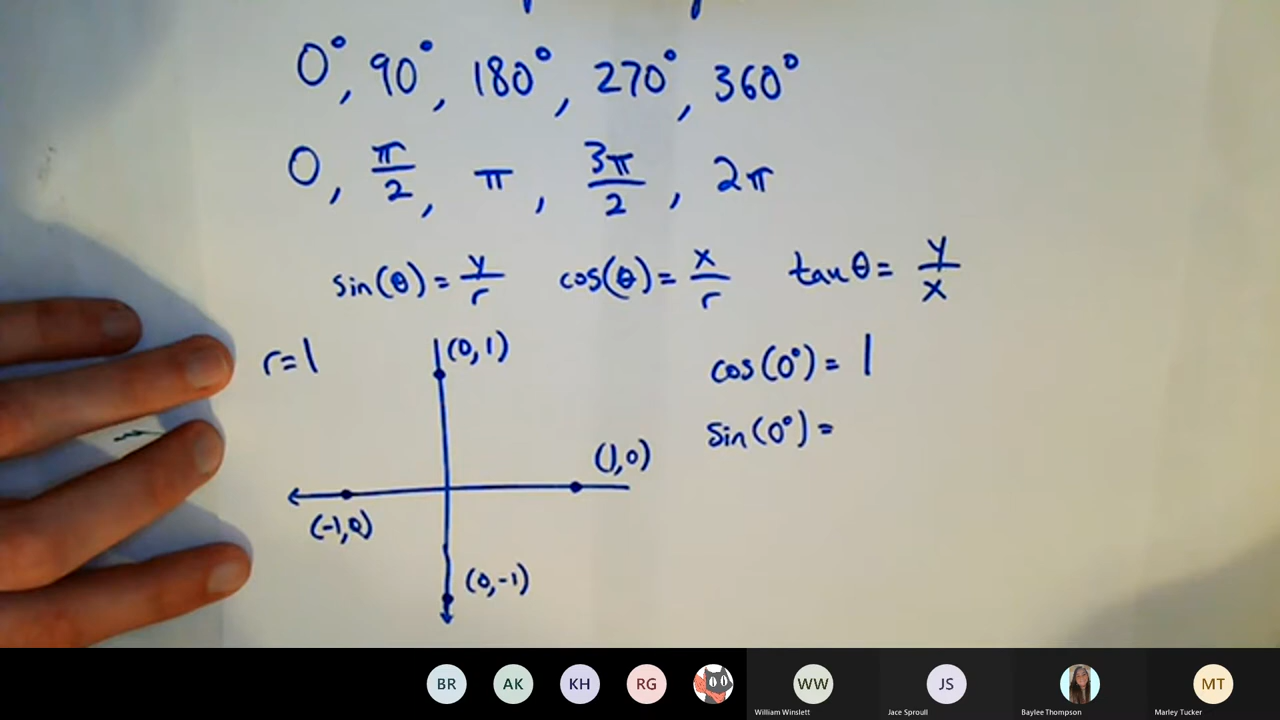 0°, 90°, 180°, 270°, 360°
0, π/2, π, 3π/2, 2π
sin(θ) = y/r cos(θ) = x/r tan θ = y/x
r=1
(0,1)
cos(0°) = 1
sin(0°) =
(1,0)
(-1,0)
(0,-1)
BR AK KH RG WW JS MT
William Winslett Jace Sproull Baylee Thompson Marley Tucker